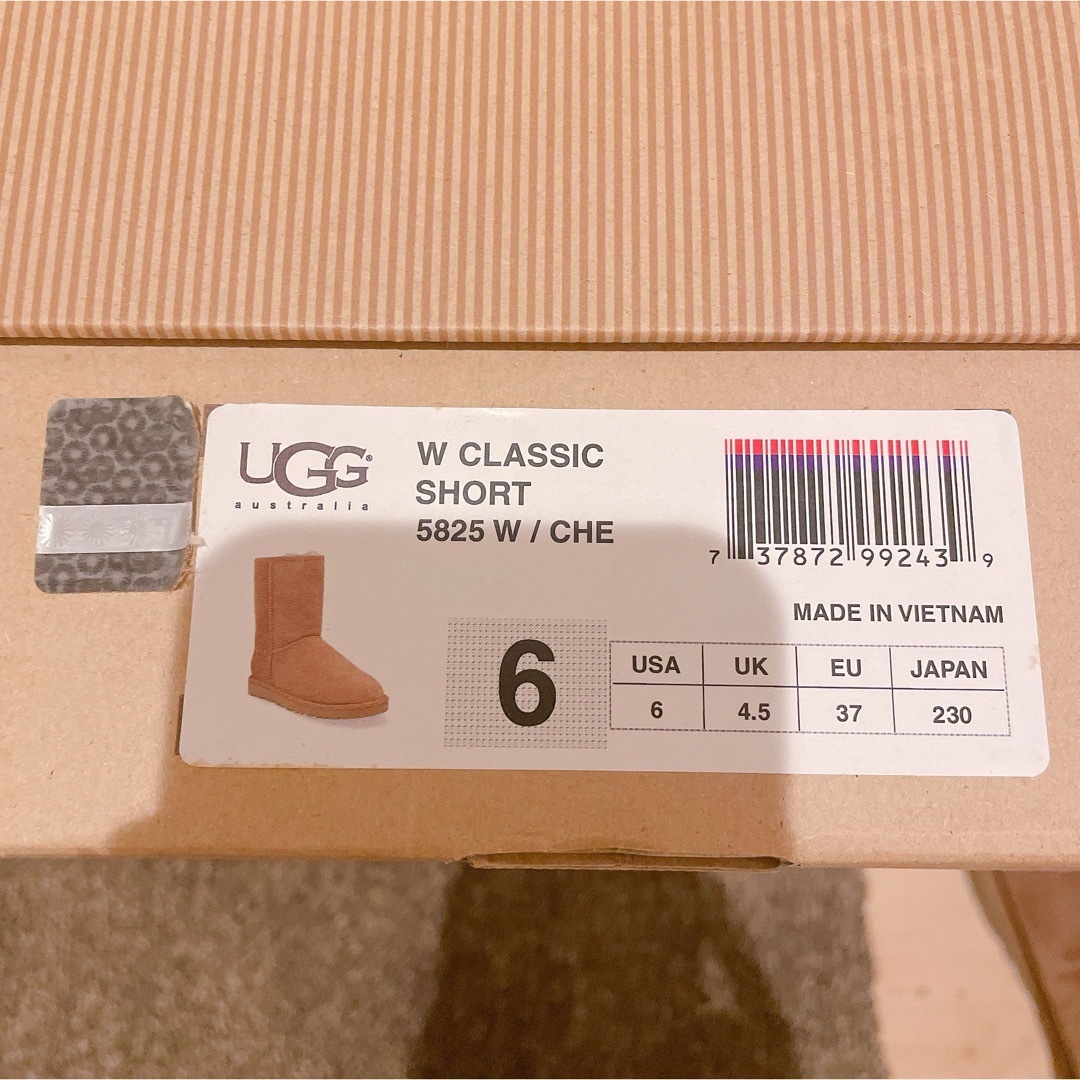 UGG®
australia
W CLASSIC
SHORT
5825 W / CHE
7 37872 99243 9
MADE IN VIETNAM
6
USA UK EU JAPAN
6 4.5 37 230